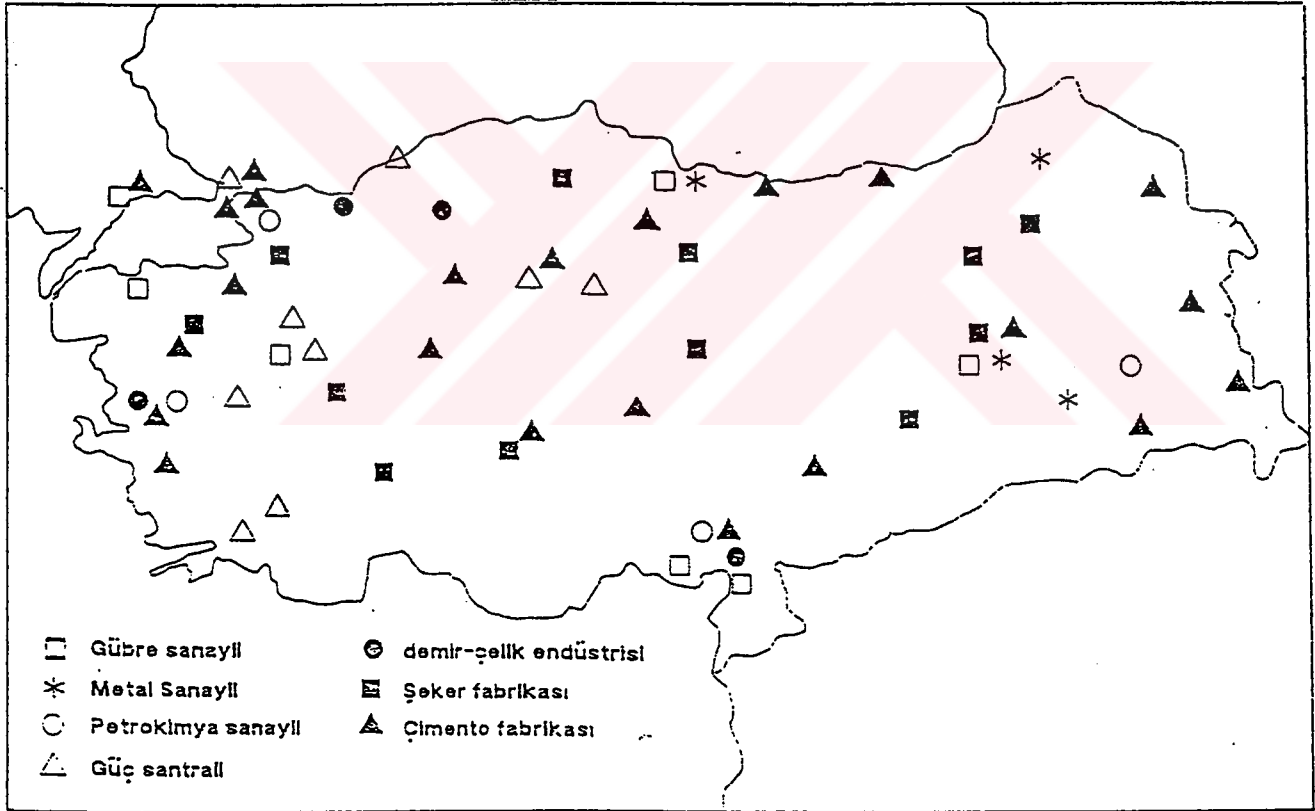 Gübre sanayii
Metal Sanayii
Petrokimya sanayii
Güç santrali
demir-çelik endüstrisi
Şeker fabrikası
Çimento fabrikası